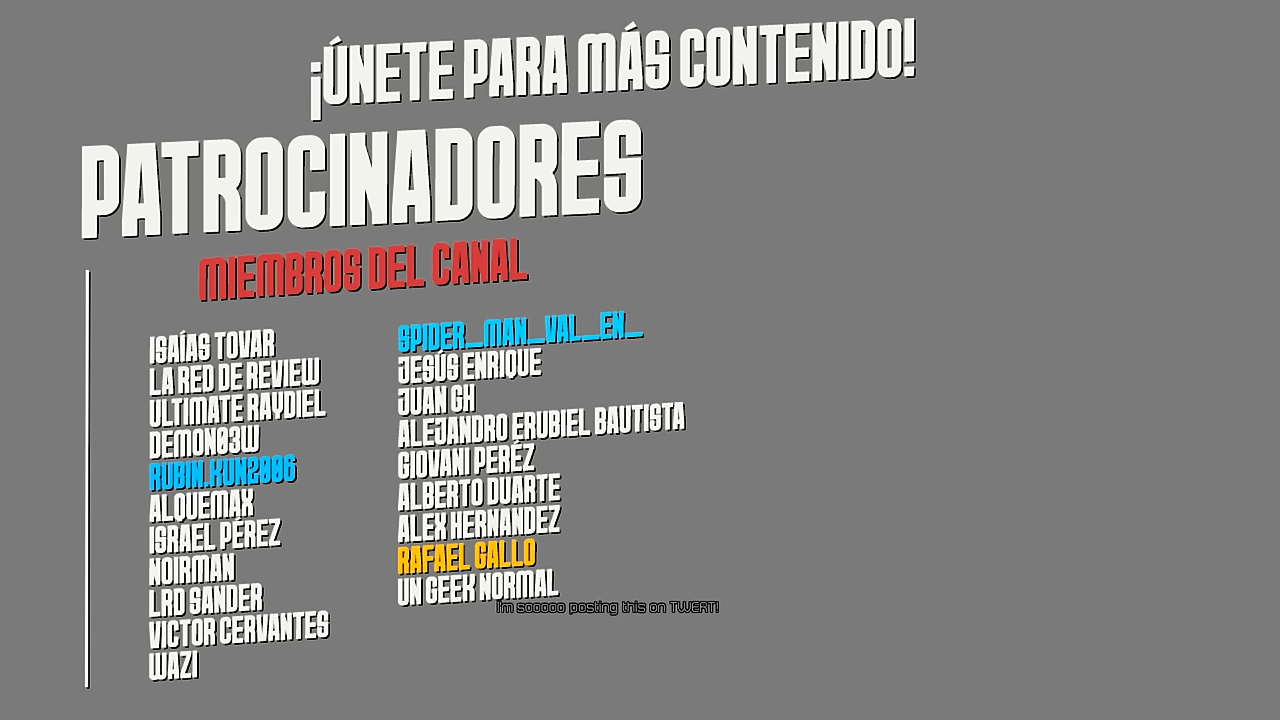 ¡ÚNETE PARA MÁS CONTENIDO!
PATROCINADORES
MIEMBROS DEL CANAL
ISAÍAS TOVAR
LA RED DE REVIEW
ULTIMATE RAYDIEL
DEMON03W
RUBIN.KUN2006
ALQUEMAX
ISRAEL PÉREZ
NOIRMAN
LRD SANDER
VICTOR CERVANTES
WAZI
SPIDER_MAN_VAL_EN_
JESÚS ENRIQUE
JUAN GH
ALEJANDRO ERUBIEL BAUTISTA
GIOVANI PERÉZ
ALBERTO DUARTE
ALEX HERNANDEZ
RAFAEL GALLO
UN GEEK NORMAL
I'm sooooo posting this on TWERT!